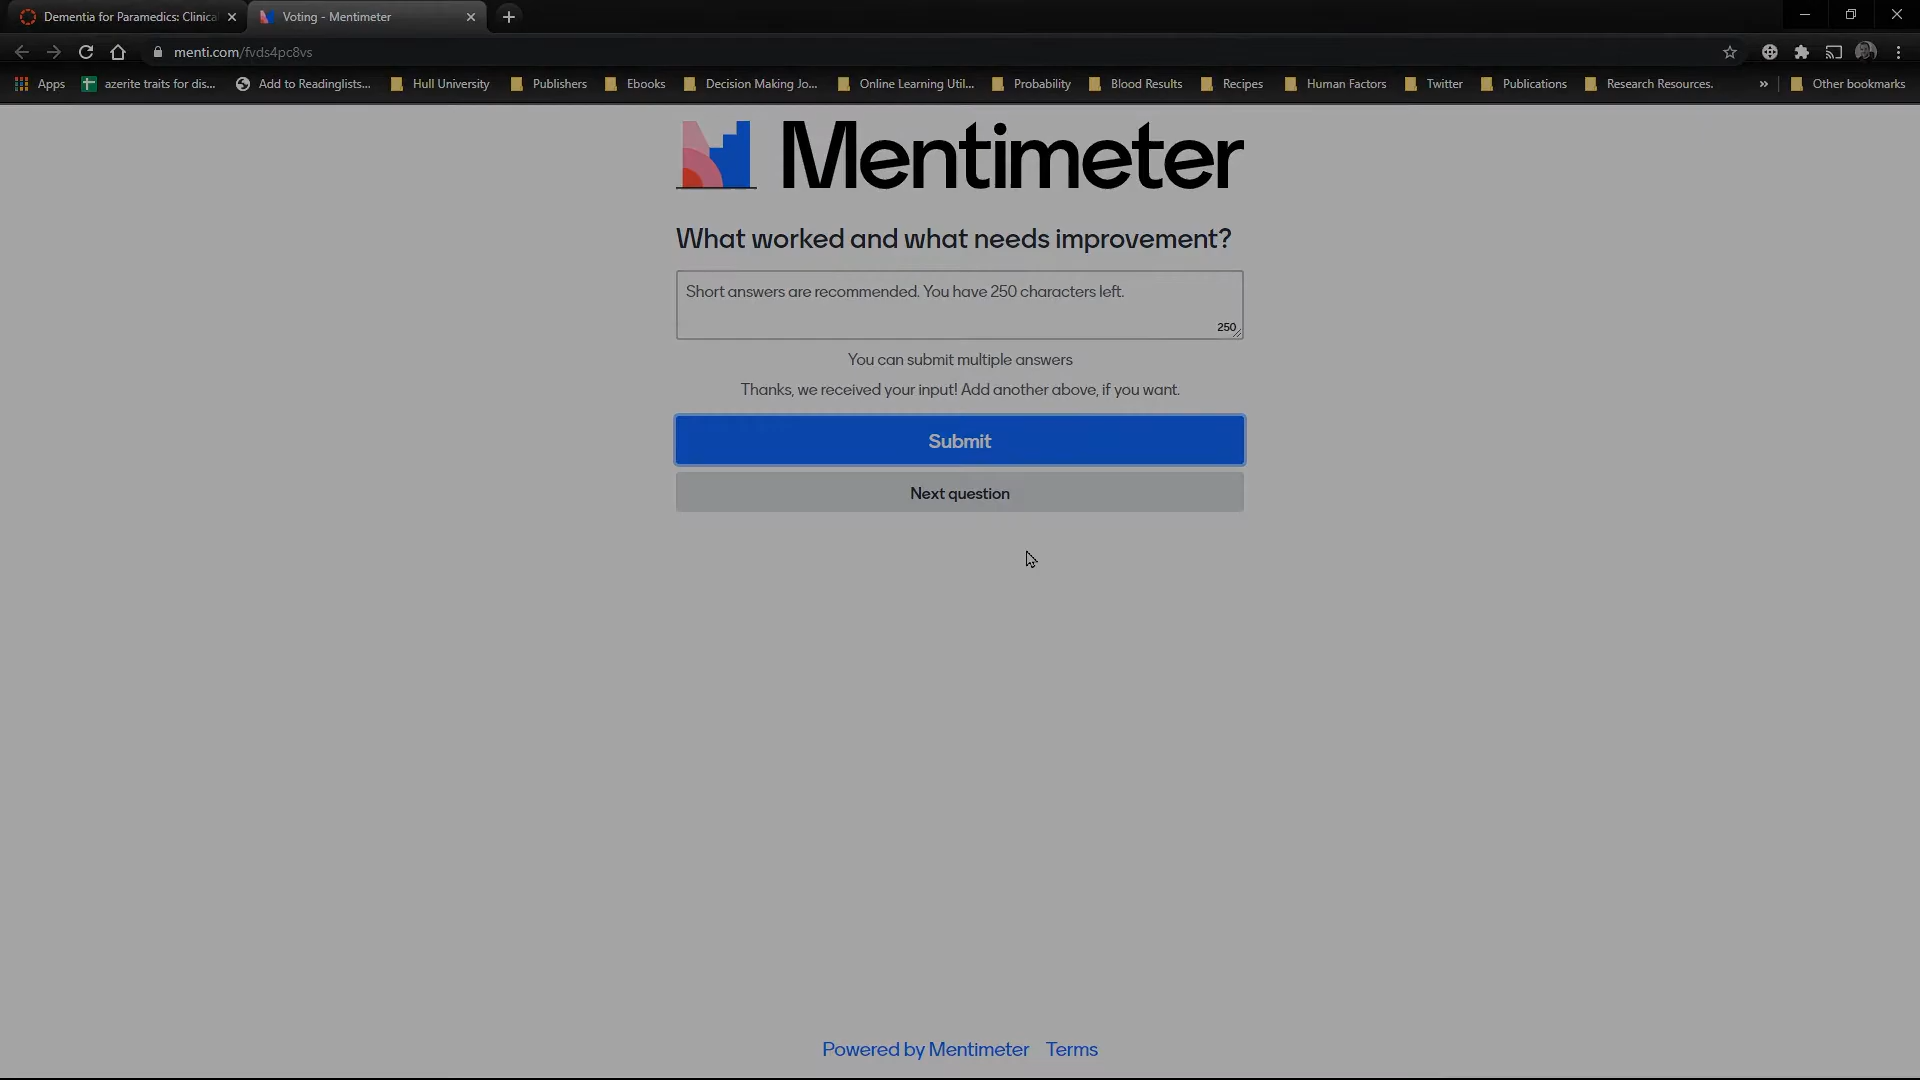 Dementia for Paramedics: Clinica
Voting - Mentimeter
menti.com/fvds4pc8vs
Apps
azerite traits for dis...
Add to Readinglists...
Hull University
Publishers
Ebooks
Decision Making Jo...
Online Learning Util...
Probability
Blood Results
Recipes
Human Factors
Twitter
Publications
Research Resources.
»
Other bookmarks
Mentimeter
What worked and what needs improvement?
Short answers are recommended. You have 250 characters left.
250
You can submit multiple answers
Thanks, we received your input! Add another above, if you want.
Submit
Next question
Powered by Mentimeter Terms